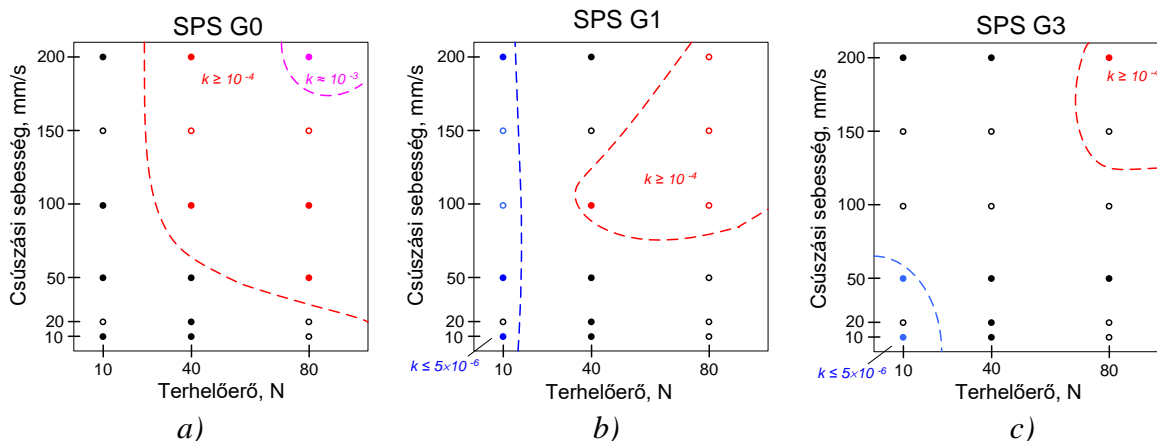 SPS G0
Csúszási sebesség, mm/s
200
150
100
50
20
10
k ≥ 10⁻⁴
k ≈ 10⁻³
10
40
80
Terhelőerő, N
a)
SPS G1
Csúszási sebesség, mm/s
200
150
100
50
20
10
k ≥ 10⁻⁴
k ≤ 5×10⁻⁶
10
40
80
Terhelőerő, N
b)
SPS G3
Csúszási sebesség, mm/s
200
150
100
50
20
10
k ≥ 10⁻⁴
k ≤ 5×10⁻⁶
10
40
80
Terhelőerő, N
c)